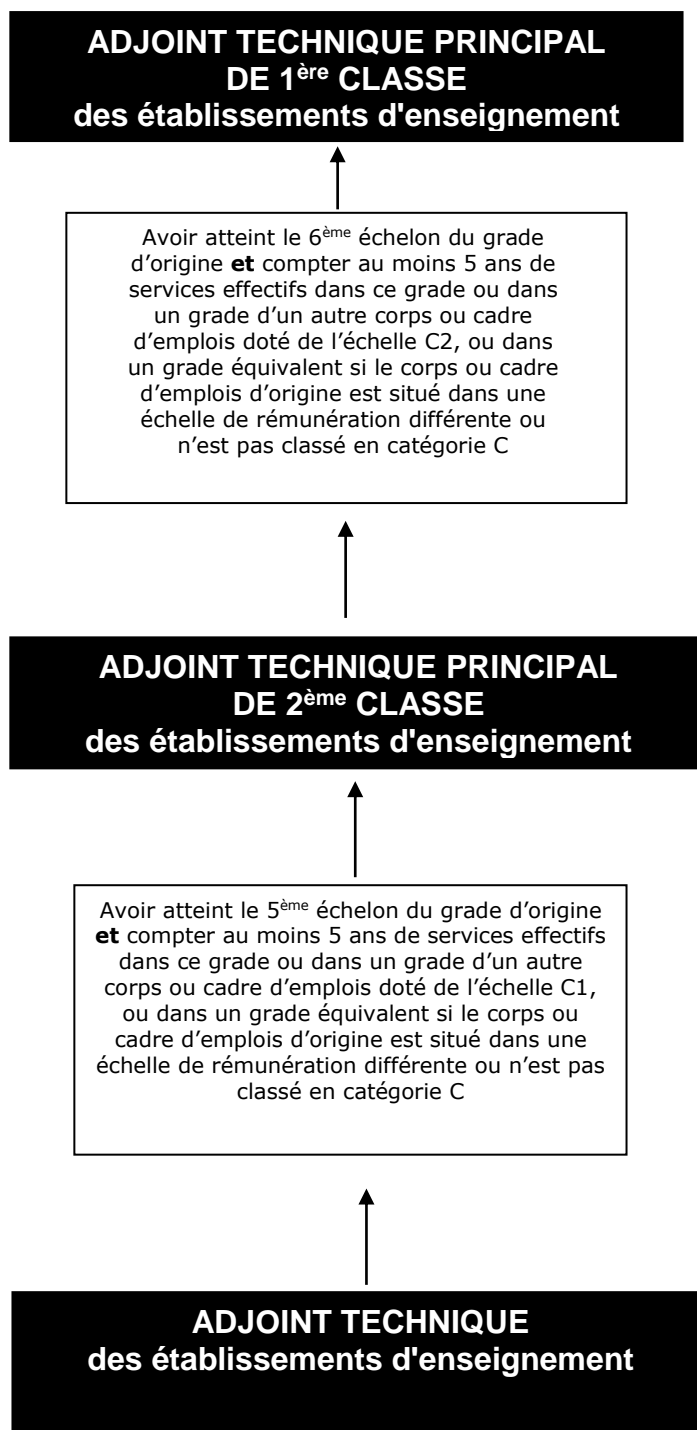 ADJOINT TECHNIQUE PRINCIPAL
DE 1ère CLASSE
des établissements d'enseignement
Avoir atteint le 6ème échelon du grade
d’origine et compter au moins 5 ans de
services effectifs dans ce grade ou dans
un grade d’un autre corps ou cadre
d’emplois doté de l’échelle C2, ou dans
un grade équivalent si le corps ou cadre
d’emplois d’origine est situé dans une
échelle de rémunération différente ou
n’est pas classé en catégorie C
ADJOINT TECHNIQUE PRINCIPAL
DE 2ème CLASSE
des établissements d'enseignement
Avoir atteint le 5ème échelon du grade d’origine
et compter au moins 5 ans de services effectifs
dans ce grade ou dans un grade d’un autre
corps ou cadre d’emplois doté de l’échelle C1,
ou dans un grade équivalent si le corps ou
cadre d’emplois d’origine est situé dans une
échelle de rémunération différente ou n’est pas
classé en catégorie C
ADJOINT TECHNIQUE
des établissements d'enseignement